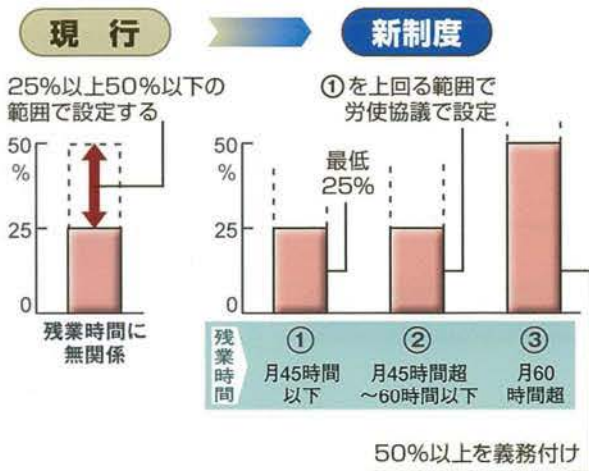 現行
新制度
25%以上50%以下の
範囲で設定する
①を上回る範囲で
労使協議で設定
50
%
25
0
残業時間に
無関係
50
%
25
0
最低
25%
残業時間
①
月45時間
以下
②
月45時間超
～60時間以下
③
月60
時間超
50%以上を義務付け